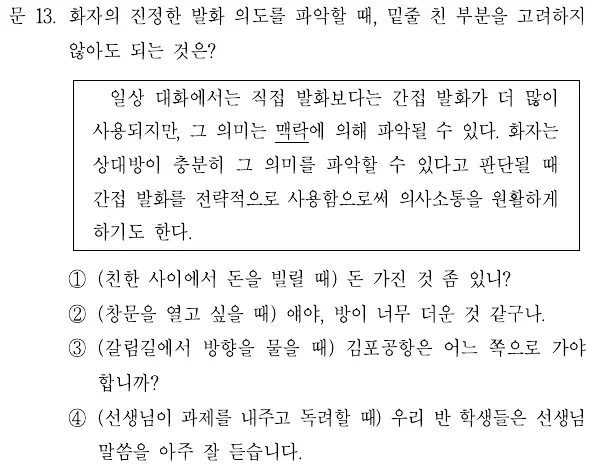 문 13. 화자의 진정한 발화 의도를 파악할 때, 밑줄 친 부분을 고려하지
않아도 되는 것은?
일상 대화에서는 직접 발화보다는 간접 발화가 더 많이
사용되지만, 그 의미는 맥락에 의해 파악될 수 있다. 화자는
상대방이 충분히 그 의미를 파악할 수 있다고 판단될 때
간접 발화를 전략적으로 사용함으로써 의사소통을 원활하게
하기도 한다.
① (친한 사이에서 돈을 빌릴 때) 돈 가진 것 좀 있니?
② (창문을 열고 싶을 때) 얘야, 방이 너무 더운 것 같구나.
③ (갈림길에서 방향을 물을 때) 김포공항은 어느 쪽으로 가야
합니까?
④ (선생님이 과제를 내주고 독려할 때) 우리 반 학생들은 선생님
말씀을 아주 잘 듣습니다.